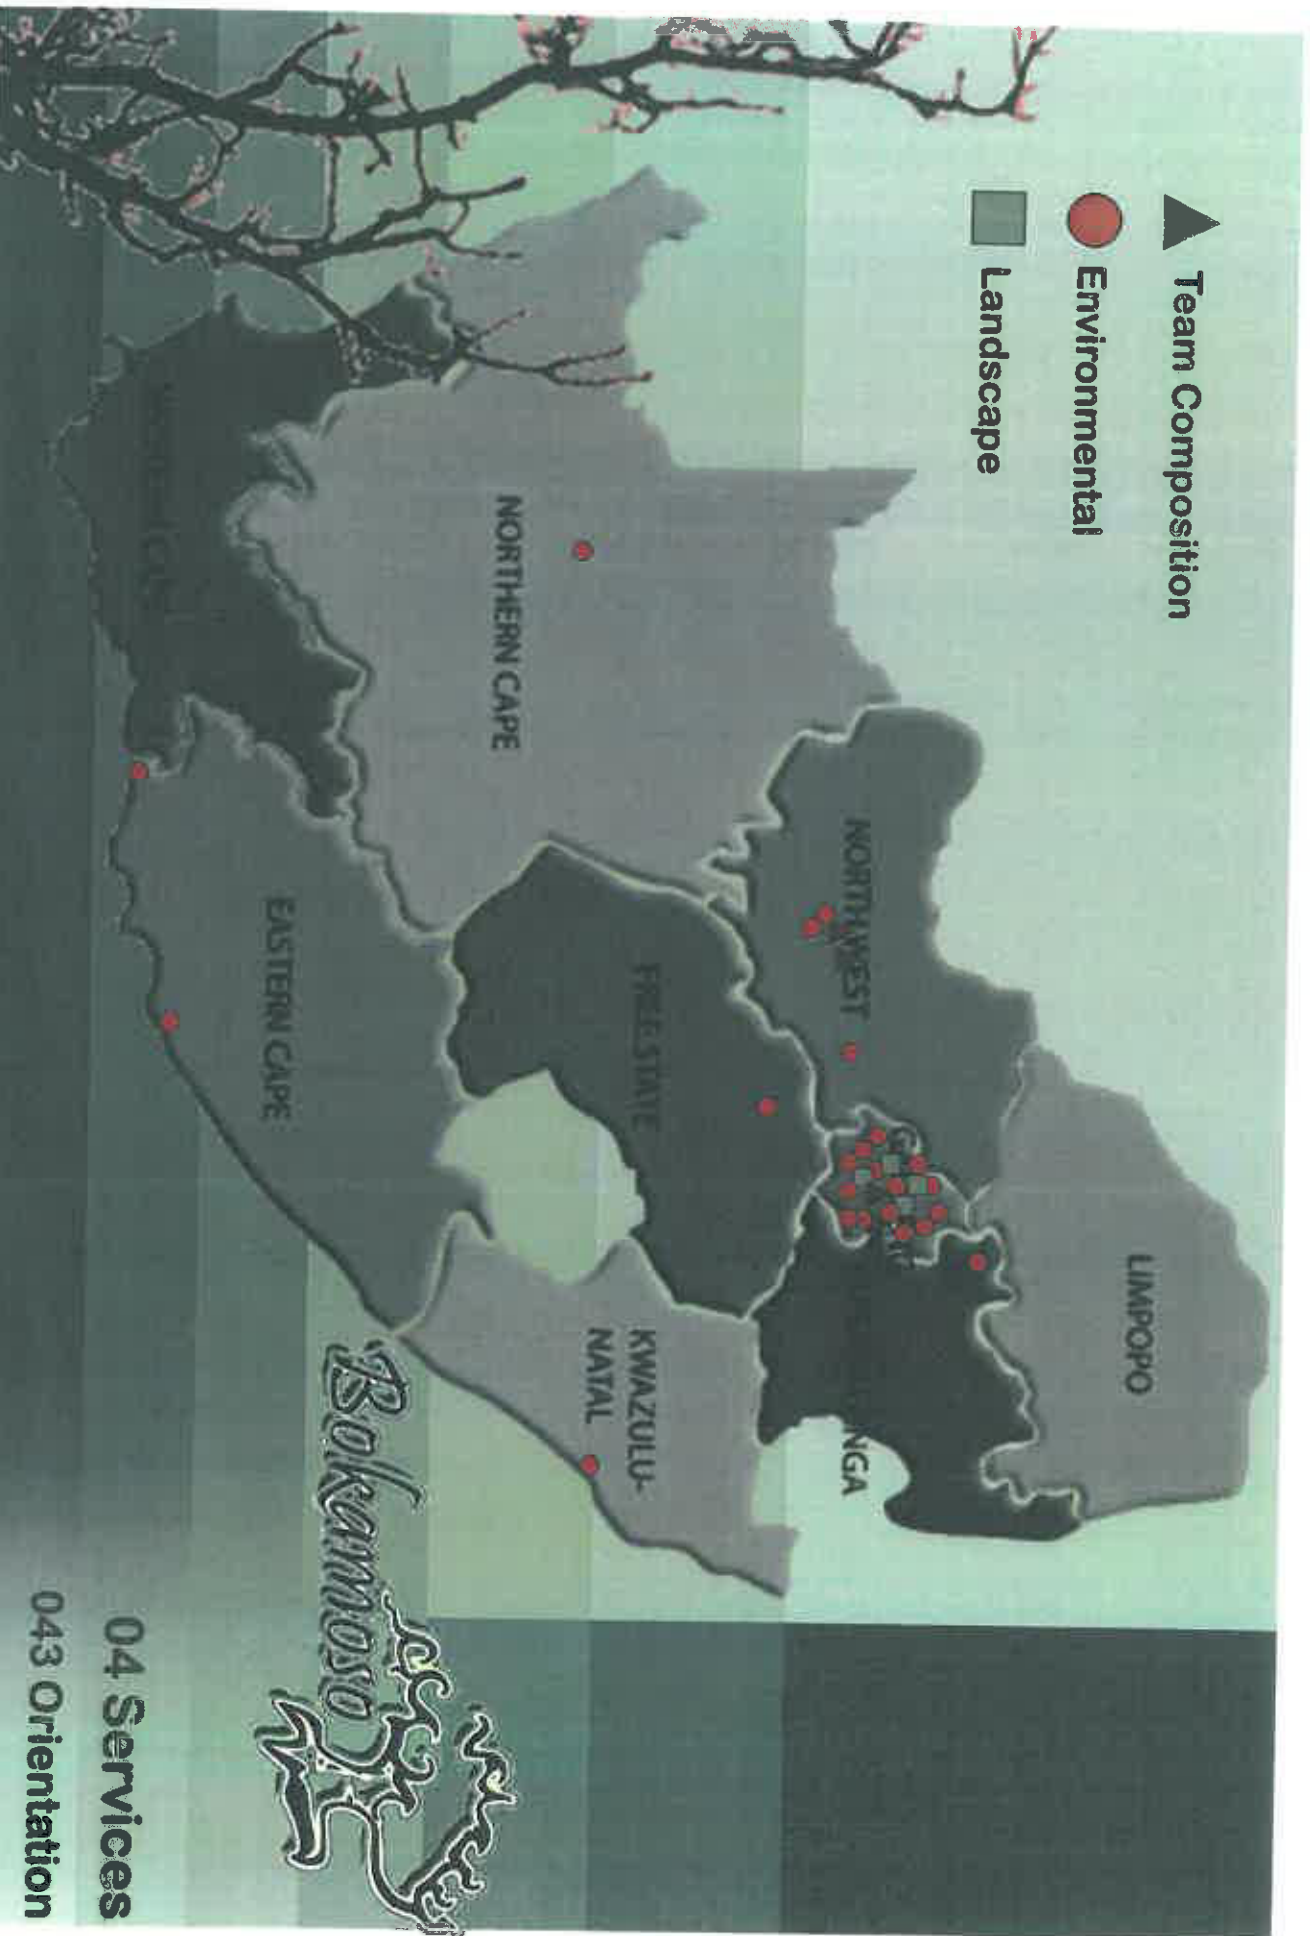 Team Composition
Environmental
Landscape
LIMPOPO
NORTH WEST
NGA
NORTHERN CAPE
FREE STATE
KWAZULU-
NATAL
EASTERN CAPE
Bokamoso
04 Services
043 Orientation